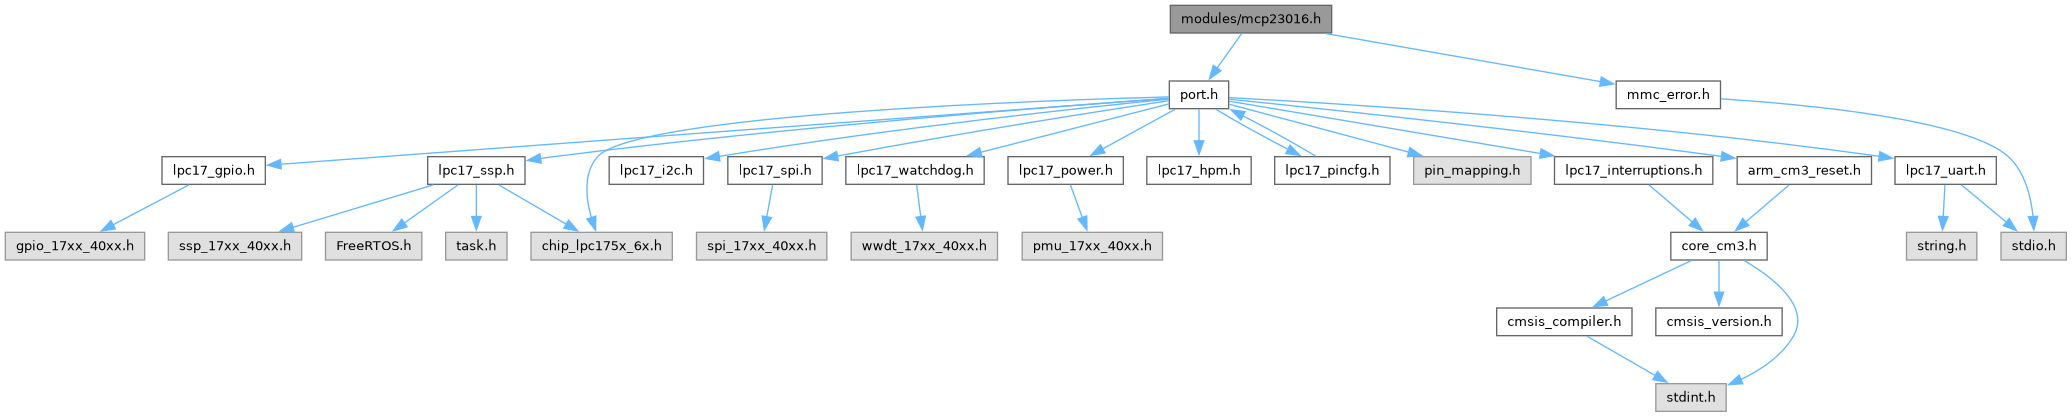 modules/mcp23016.h
port.h
mmc_error.h
lpc17_gpio.h
lpc17_ssp.h
lpc17_i2c.h
lpc17_spi.h
lpc17_watchdog.h
lpc17_power.h
lpc17_hpm.h
lpc17_pincfg.h
pin_mapping.h
lpc17_interruptions.h
arm_cm3_reset.h
lpc17_uart.h
gpio_17xx_40xx.h
ssp_17xx_40xx.h
FreeRTOS.h
task.h
chip_lpc175x_6x.h
spi_17xx_40xx.h
wwdt_17xx_40xx.h
pmu_17xx_40xx.h
core_cm3.h
string.h
stdio.h
cmsis_compiler.h
cmsis_version.h
stdint.h